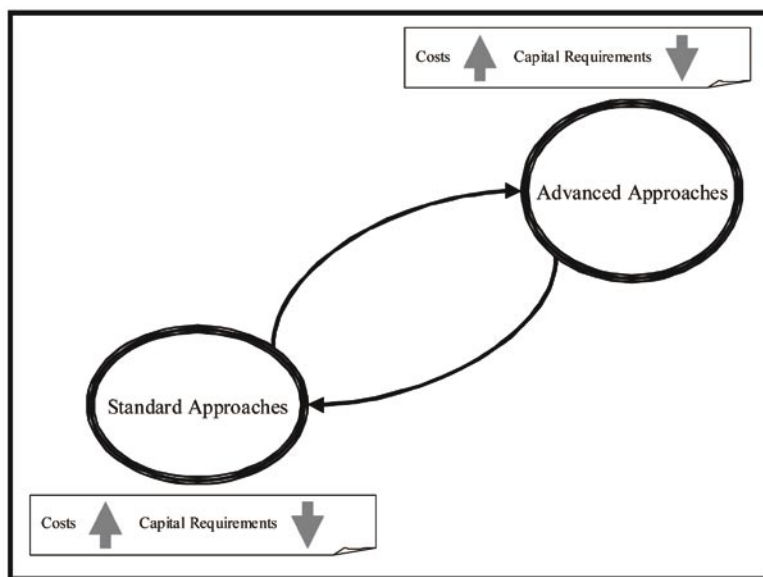 Costs Capital Requirements
Advanced Approaches
Standard Approaches
Costs Capital Requirements